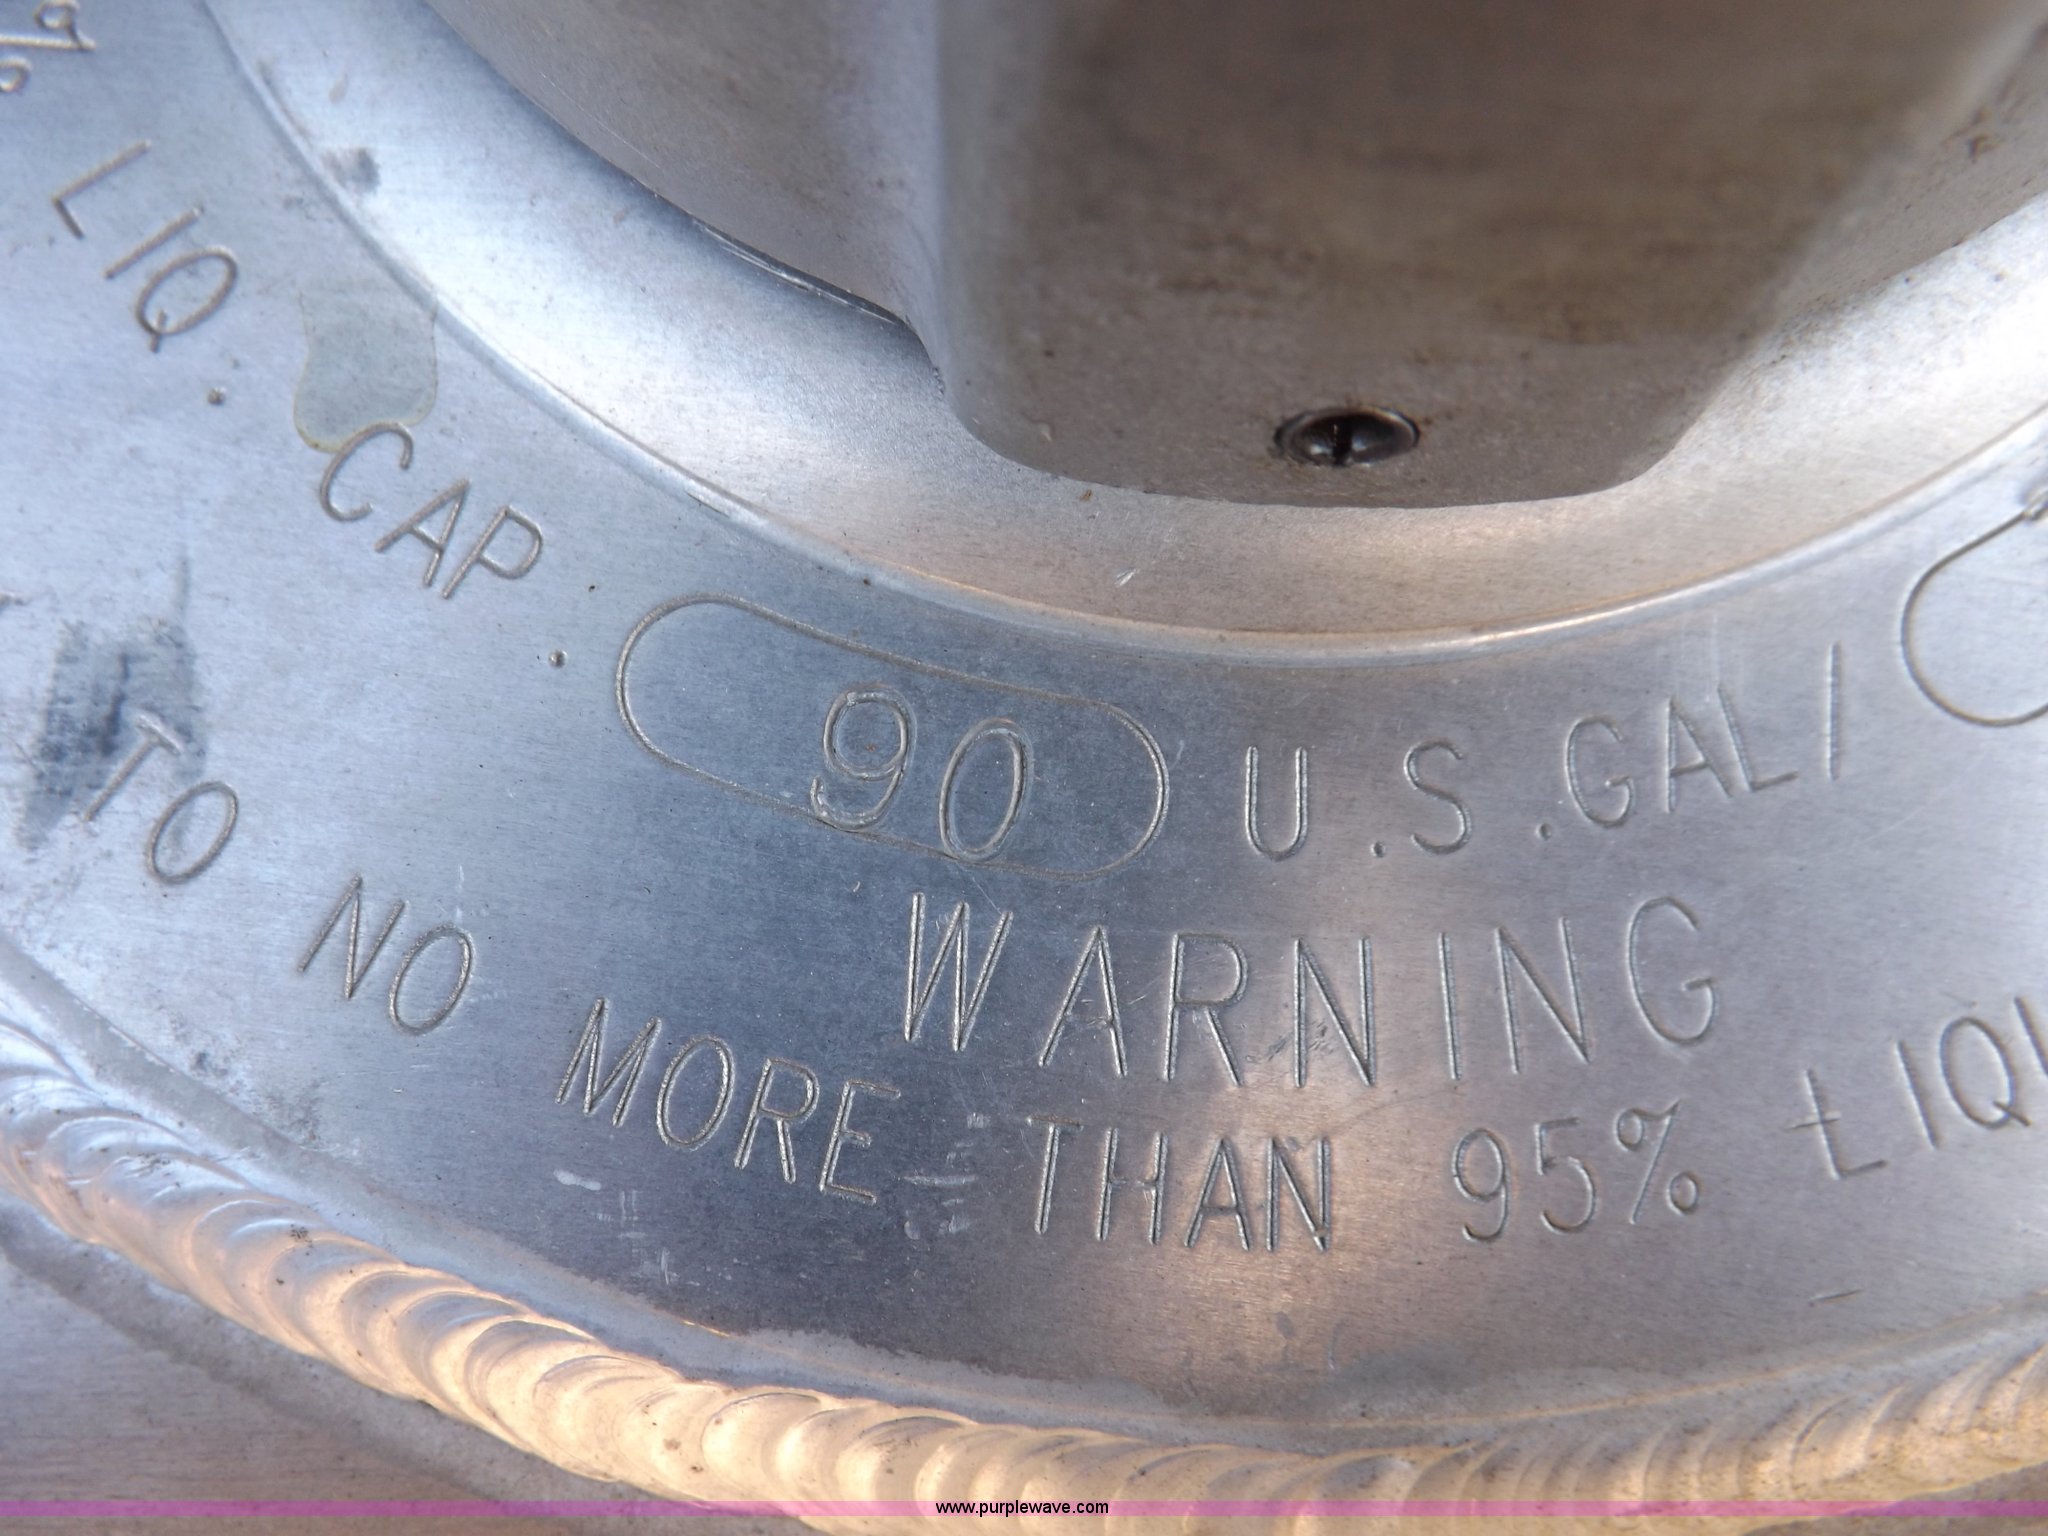 % LIQ. CAP. 90 U.S. GAL/
WARNING
TO NO MORE THAN 95%
www.purplewave.com